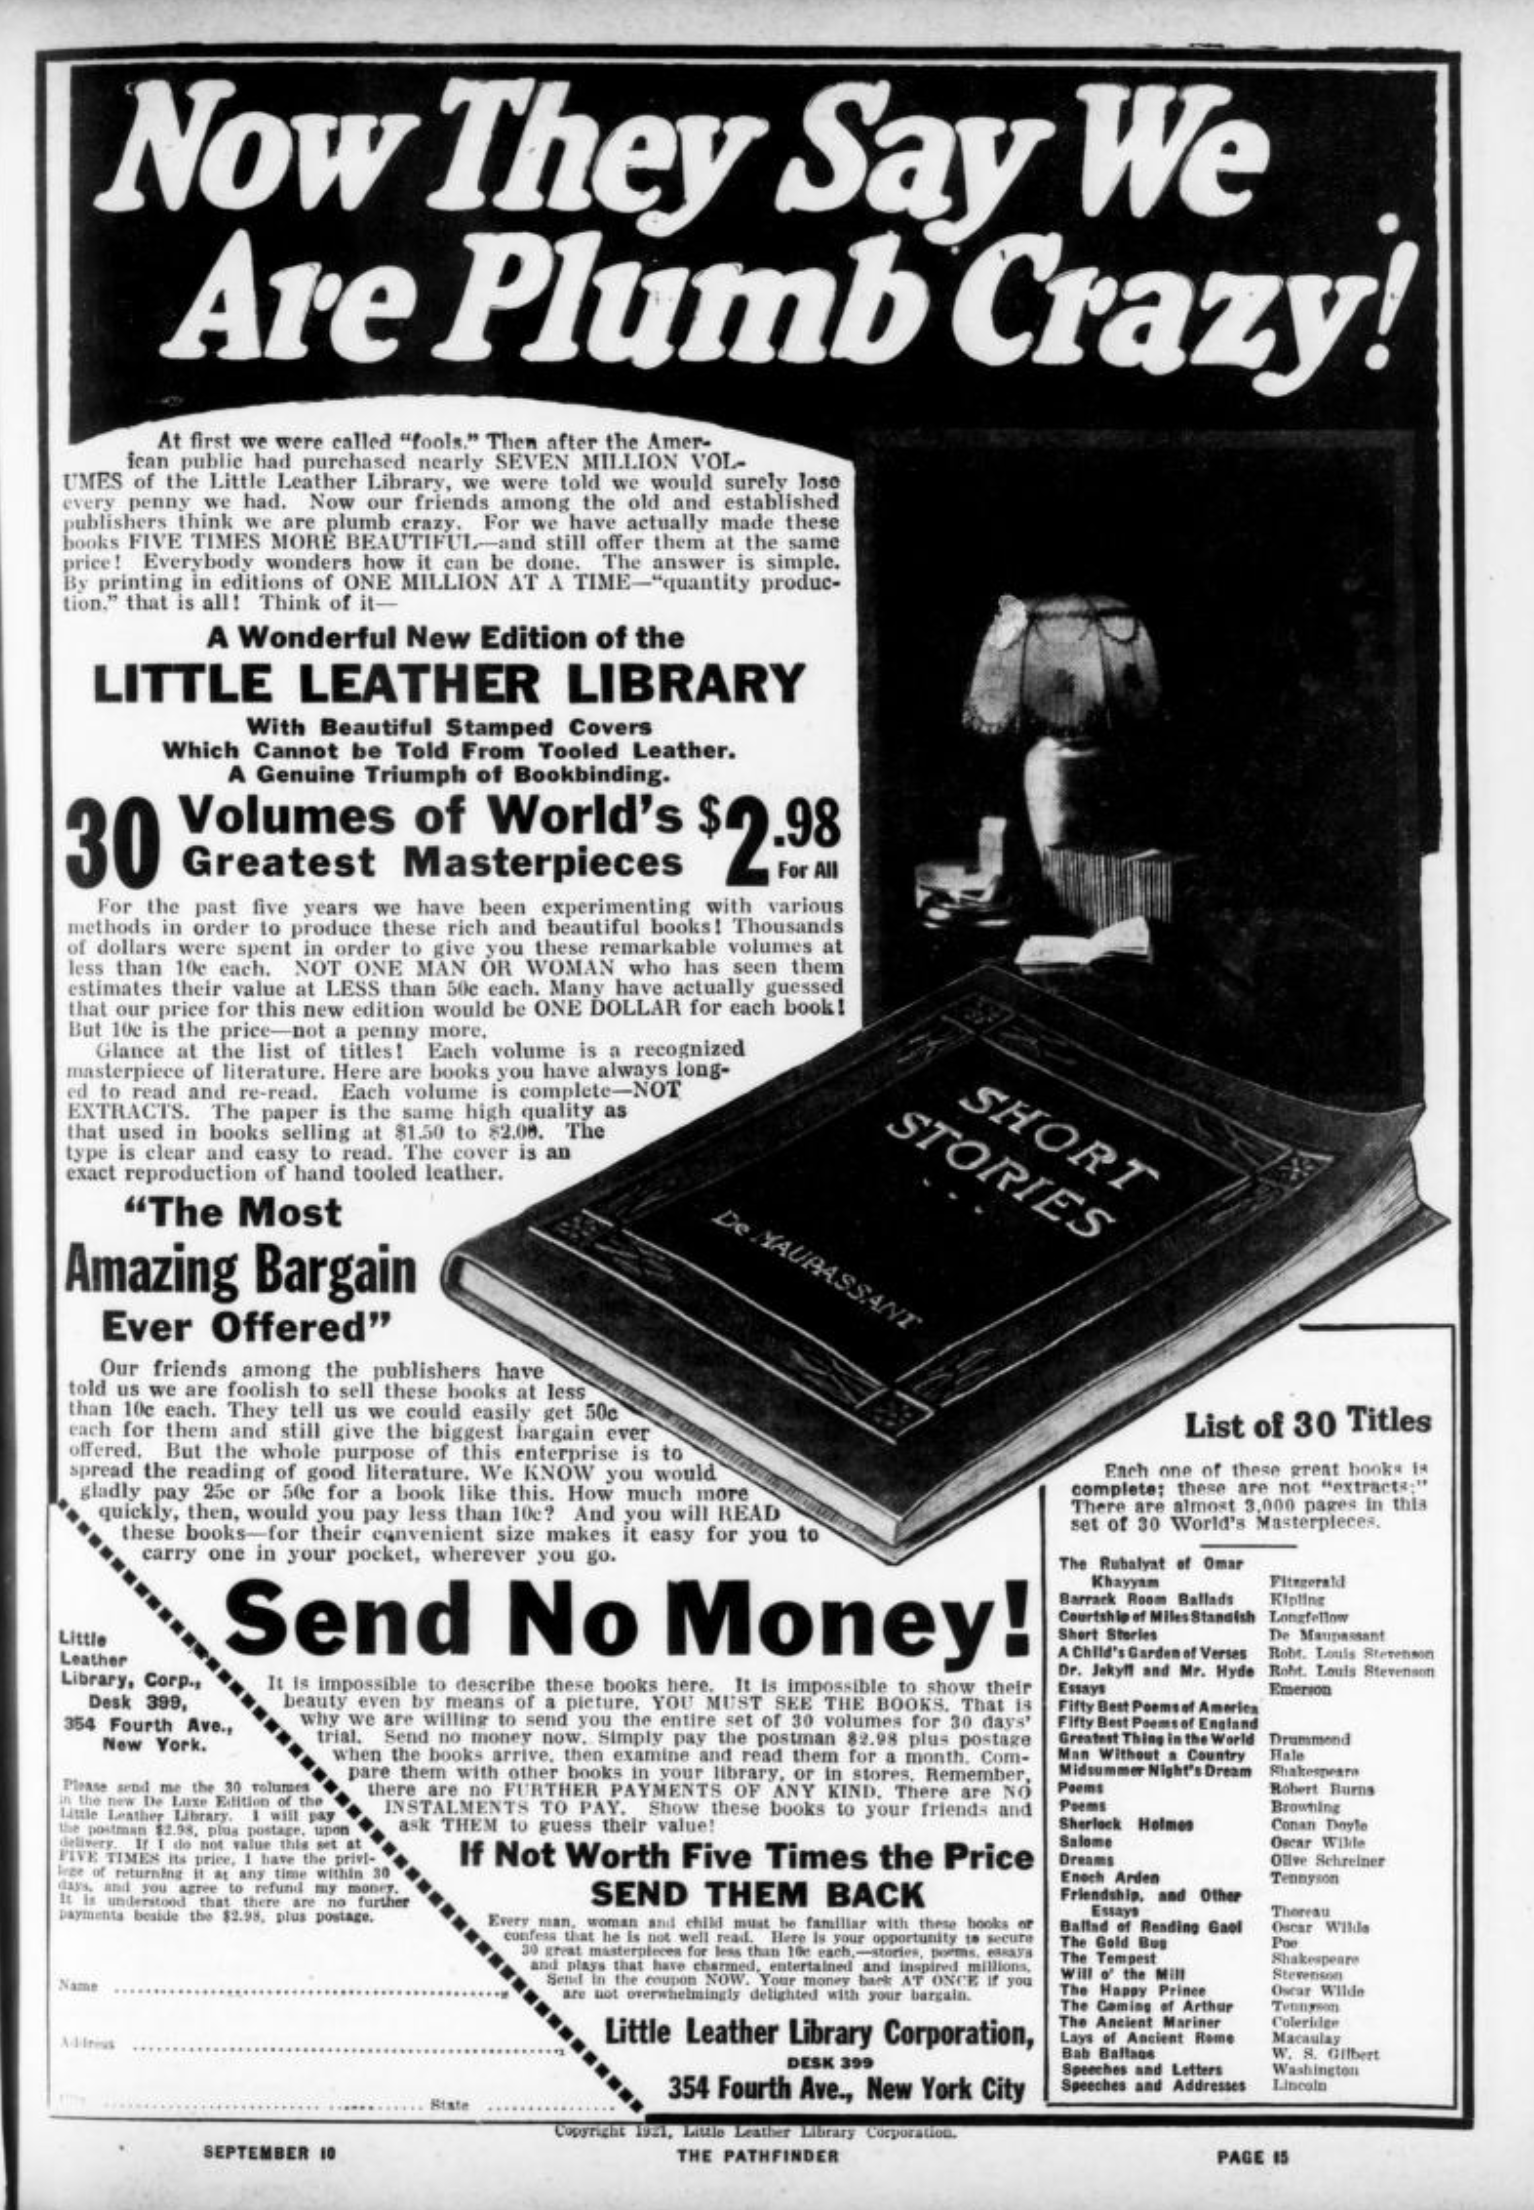 Now They Say We
Are Plumb Crazy!
At first we were called "fools." Then after the Amer-
ican public had purchased nearly SEVEN MILLION VOL-
UMES of the Little Leather Library, we were told we would surely lose
every penny we had. Now our friends among the old and established
publishers think we are plumb crazy. For we have actually made these
books FIVE TIMES MORE BEAUTIFUL—and still offer them at the same
price! Everybody wonders how it can be done. The answer is simple.
By printing in editions of ONE MILLION AT A TIME—"quantity produc-
tion," that is all! Think of it—
A Wonderful New Edition of the
LITTLE LEATHER LIBRARY
With Beautiful Stamped Covers
Which Cannot be Told From Tooled Leather.
A Genuine Triumph of Bookbinding.
30 Volumes of World's $2.98
Greatest Masterpieces For All
For the past five years we have been experimenting with various
methods in order to produce these rich and beautiful books! Thousands
of dollars were spent in order to give you these remarkable volumes at
less than 10c each. NOT ONE MAN OR WOMAN who has seen them
estimates their value at LESS than 50c each. Many have actually guessed
that our price for this new edition would be ONE DOLLAR for each book!
But 10c is the price—not a penny more.
Glance at the list of titles! Each volume is a recognized
masterpiece of literature. Here are books you have always long-
ed to read and re-read. Each volume is complete—NOT
EXTRACTS. The paper is the same high quality as
that used in books selling at $1.50 to $2.00. The
type is clear and easy to read. The cover is an
exact reproduction of hand tooled leather.
SHORT
STORIES
De MAUPASSANT
"The Most
Amazing Bargain
Ever Offered"
Our friends among the publishers have
told us we are foolish to sell these books at less
than 10c each. They tell us we could easily get 50c
each for them and still give the biggest bargain ever
offered. But the whole purpose of this enterprise is to
spread the reading of good literature. We KNOW you would
gladly pay 25c or 50c for a book like this. How much more
quickly, then, would you pay less than 10c? And you will READ
these books—for their convenient size makes it easy for you to
carry one in your pocket, wherever you go.
Send No Money!
It is impossible to describe these books here. It is impossible to show their
beauty even by means of a picture. YOU MUST SEE THE BOOKS. That is
why we are willing to send you the entire set of 30 volumes for 30 days'
trial. Send no money now. Simply pay the postman $2.98 plus postage
when the books arrive, then examine and read them for a month. Com-
pare them with other books in your library, or in stores. Remember,
there are no FURTHER PAYMENTS OF ANY KIND. There are NO
INSTALMENTS TO PAY. Show these books to your friends and
ask THEM to guess their value!
If Not Worth Five Times the Price
SEND THEM BACK
Every man, woman and child must be familiar with these books or
confess that he is not well read. Here is your opportunity to secure
30 great masterpieces for less than 10c each,—stories, poems, essays
and plays that have charmed, entertained and inspired millions.
Send in the coupon NOW. Your money back AT ONCE if you
are not overwhelmingly delighted with your bargain.
Little Leather Library Corporation,
DESK 399
354 Fourth Ave., New York City
Little
Leather
Library, Corp.,
Desk 399,
354 Fourth Ave.,
New York.
Please send me the 30 volumes
in the new De Luxe Edition of the
Little Leather Library. I will pay
the postman $2.98, plus postage, upon
delivery. If I do not value this set at
FIVE TIMES its price, I have the privi-
lege of returning it at any time within 30
days, and you agree to refund my money.
It is understood that there are no further
payments beside the $2.98, plus postage.
Name
Address
State
List of 30 Titles
Each one of these great books is
complete; these are not "extracts;"
There are almost 3,000 pages in this
set of 30 World's Masterpieces.
The Rubaiyat of Omar
Khayyam Fitzgerald
Barrack Room Ballads Kipling
Courtship of Miles Standish Longfellow
Short Stories De Maupassant
A Child's Garden of Verses Robt. Louis Stevenson
Dr. Jekyll and Mr. Hyde Robt. Louis Stevenson
Essays Emerson
Fifty Best Poems of America
Fifty Best Poems of England
Greatest Thing in the World Drummond
Man Without a Country Hale
Midsummer Night's Dream Shakespeare
Poems Robert Burns
Poems Browning
Sherlock Holmes Conan Doyle
Salome Oscar Wilde
Dreams Olive Schreiner
Enoch Arden Tennyson
Friendship, and Other
Essays Thoreau
Ballad of Reading Gaol Oscar Wilde
The Gold Bug Poe
The Tempest Shakespeare
Will o' the Mill Stevenson
The Happy Prince Oscar Wilde
The Coming of Arthur Tennyson
The Ancient Mariner Coleridge
Lays of Ancient Rome Macaulay
Bab Ballads W. S. Gilbert
Speeches and Letters Washington
Speeches and Addresses Lincoln
Copyright 1921, Little Leather Library Corporation.
SEPTEMBER 10 THE PATHFINDER PAGE 15